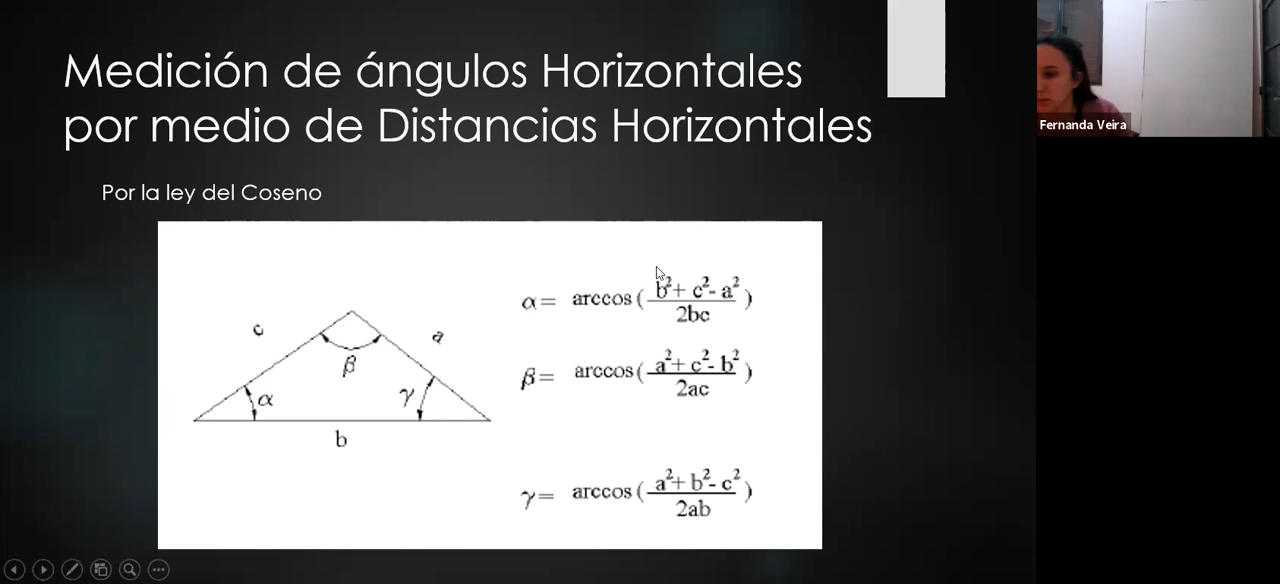 Medición de ángulos Horizontales
por medio de Distancias Horizontales
Por la ley del Coseno
Fernanda Veira
c
a
β
α
γ
b
α= arccos ( b²+ c²- a² / 2bc )
β= arccos ( a²+ c²- b² / 2ac )
γ= arccos ( a²+ b²- c² / 2ab )